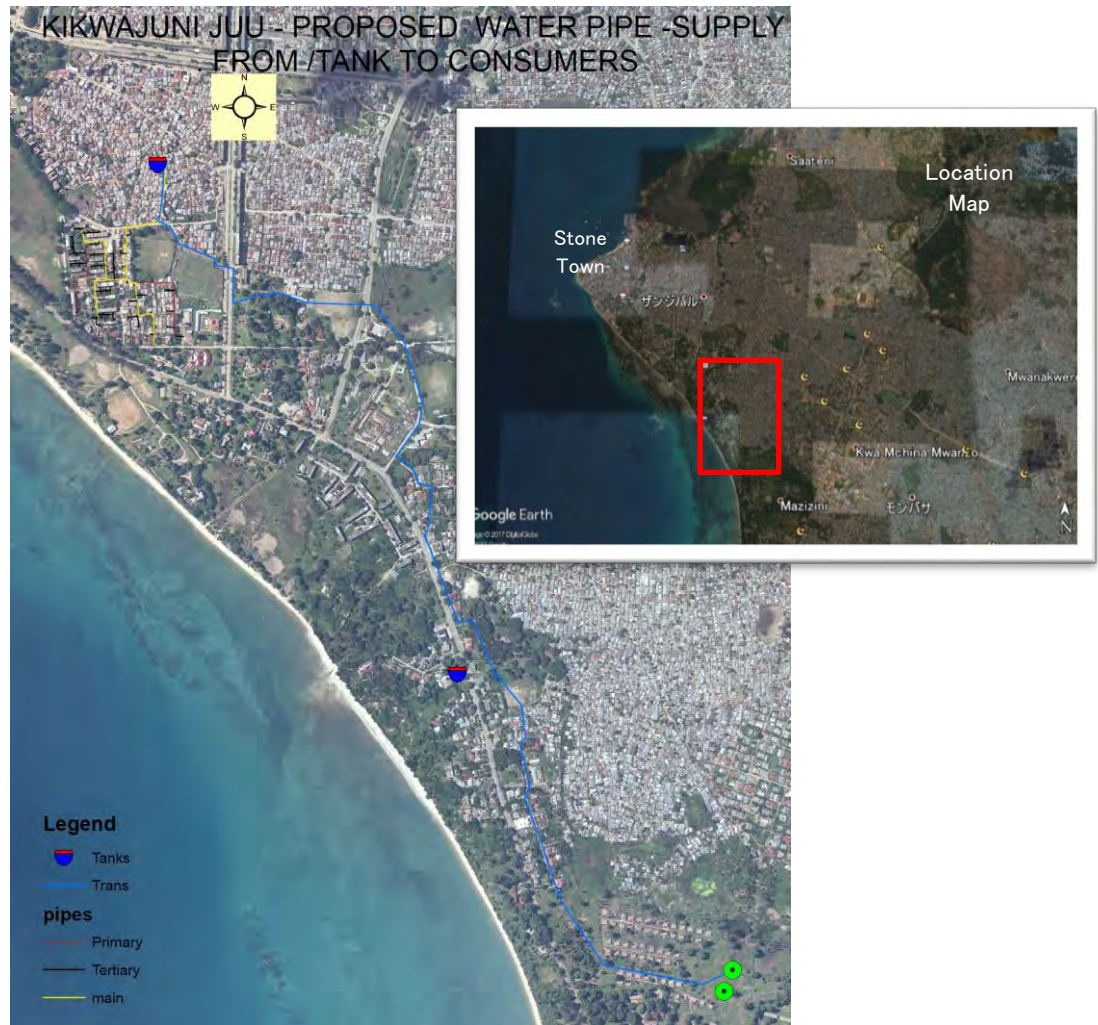 KIKWAJUNI JUU - PROPOSED WATER PIPE -SUPPLY
FROM /TANK TO CONSUMERS
N
W
E
S
Saateni
Location
Map
Stone
Town
ザンジバル
Mwanakwere
Kwa Mchina Mwanzo
Mazizini
モンバサ
Google Earth
© 2017 DigitalGlobe
N
Legend
Tanks
Trans
pipes
Primary
Tertiary
main